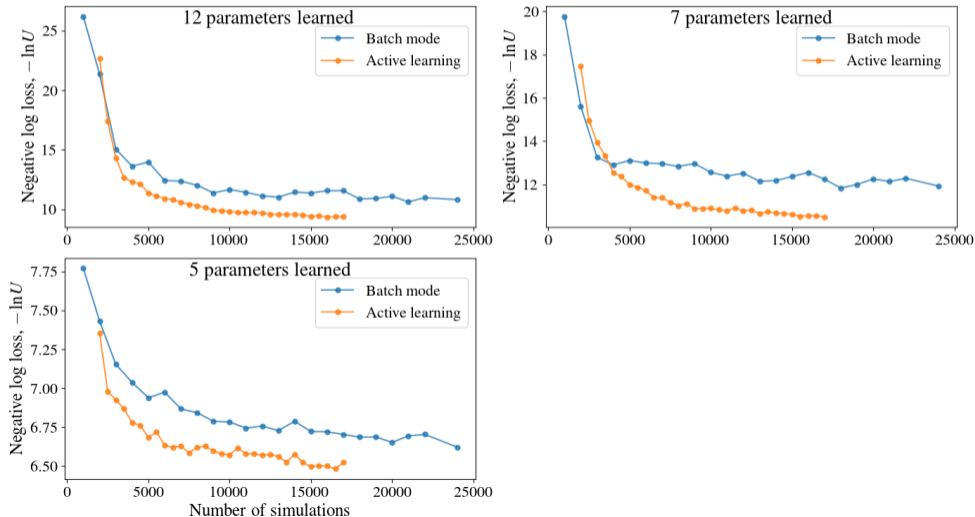 12 parameters learned
Negative log loss, − ln U
25
20
15
10
Batch mode
Active learning
0 5000 10000 15000 20000 25000
7 parameters learned
Negative log loss, − ln U
20
18
16
14
12
Batch mode
Active learning
0 5000 10000 15000 20000 25000
5 parameters learned
Negative log loss, − ln U
7.75
7.50
7.25
7.00
6.75
6.50
Batch mode
Active learning
0 5000 10000 15000 20000 25000
Number of simulations